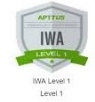 APTTUS
IWA
LEVEL 1
IWA Level 1
Level 1